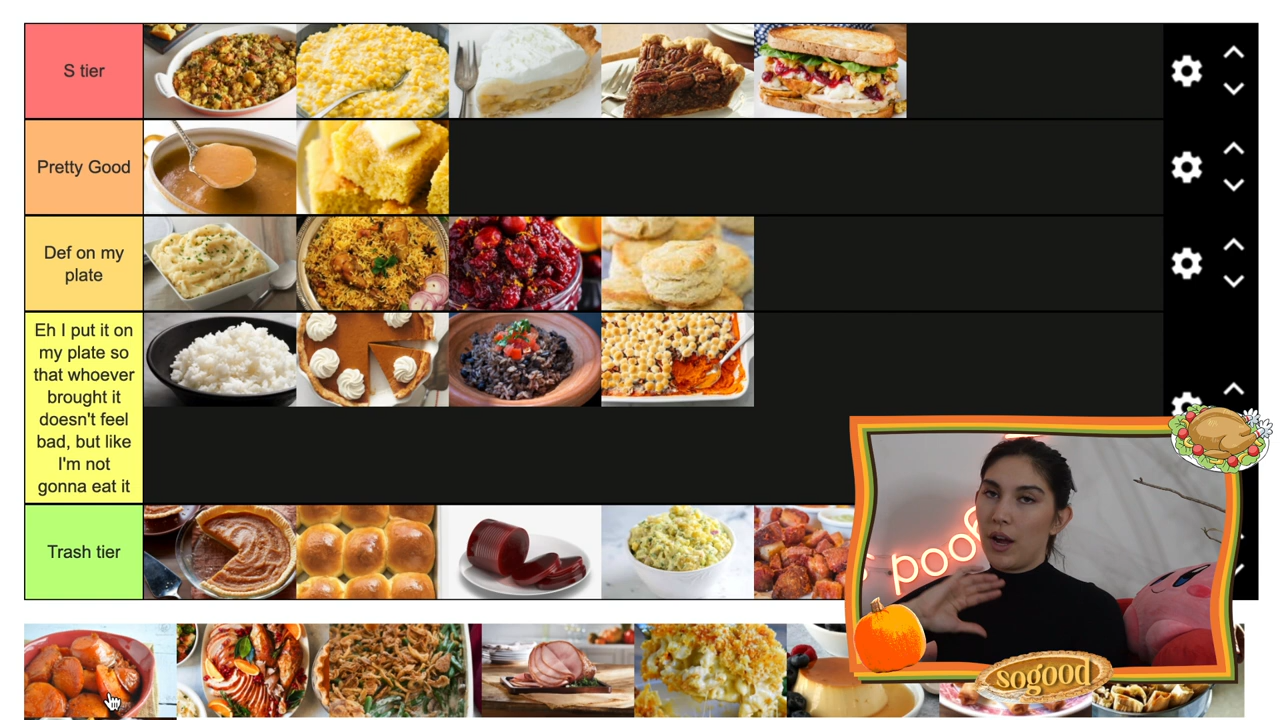 S tier
Pretty Good
Def on my
plate
Eh I put it on
my plate so
that whoever
brought it
doesn't feel
bad, but like
I'm not
gonna eat it
Trash tier
sogood